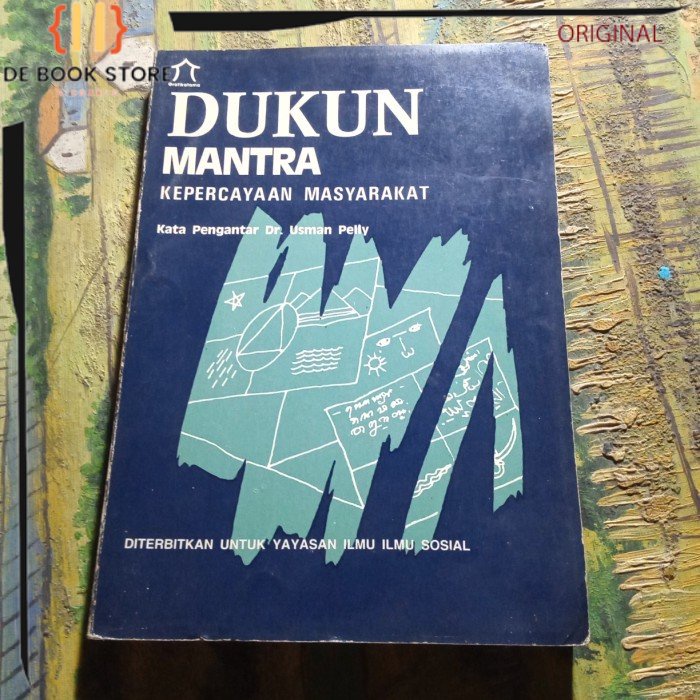 DE BOOK STORE
ORIGINAL
Grafikatama
DUKUN
MANTRA
KEPERCAYAAN MASYARAKAT
Kata Pengantar Dr. Usman Pelly
DITERBITKAN UNTUK YAYASAN ILMU ILMU SOSIAL